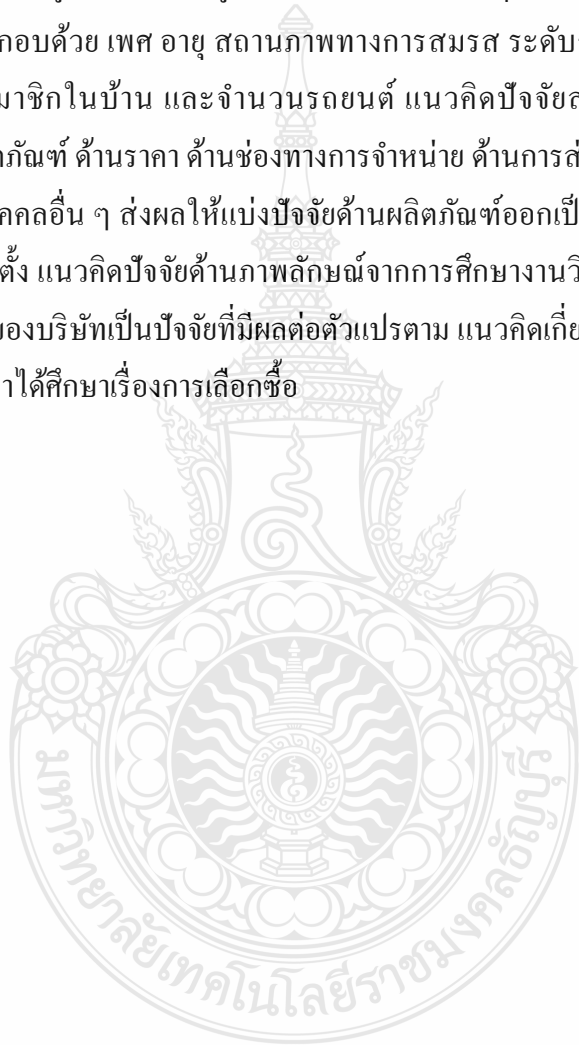 กอบด้วย เพศ อายุ สถานภาพทางการสมรส ระดับ
มาชิกในบ้าน และจำนวนรถยนต์ แนวคิดปัจจัยส
าภัณฑ์ ด้านราคา ด้านช่องทางการจำหน่าย ด้านการส่
คคลอื่น ๆ ส่งผลให้แบ่งปัจจัยด้านผลิตภัณฑ์ออกเป็
ตั้ง แนวคิดปัจจัยด้านภาพลักษณ์จากการศึกษางานวิ
ของบริษัทเป็นปัจจัยที่มีผลต่อตัวแปรตาม แนวคิดเกี่ย
าได้ศึกษาเรื่องการเลือกซื้อ
มหาวิทยาลัยเทคโนโลยีราชมงคลธัญบุรี